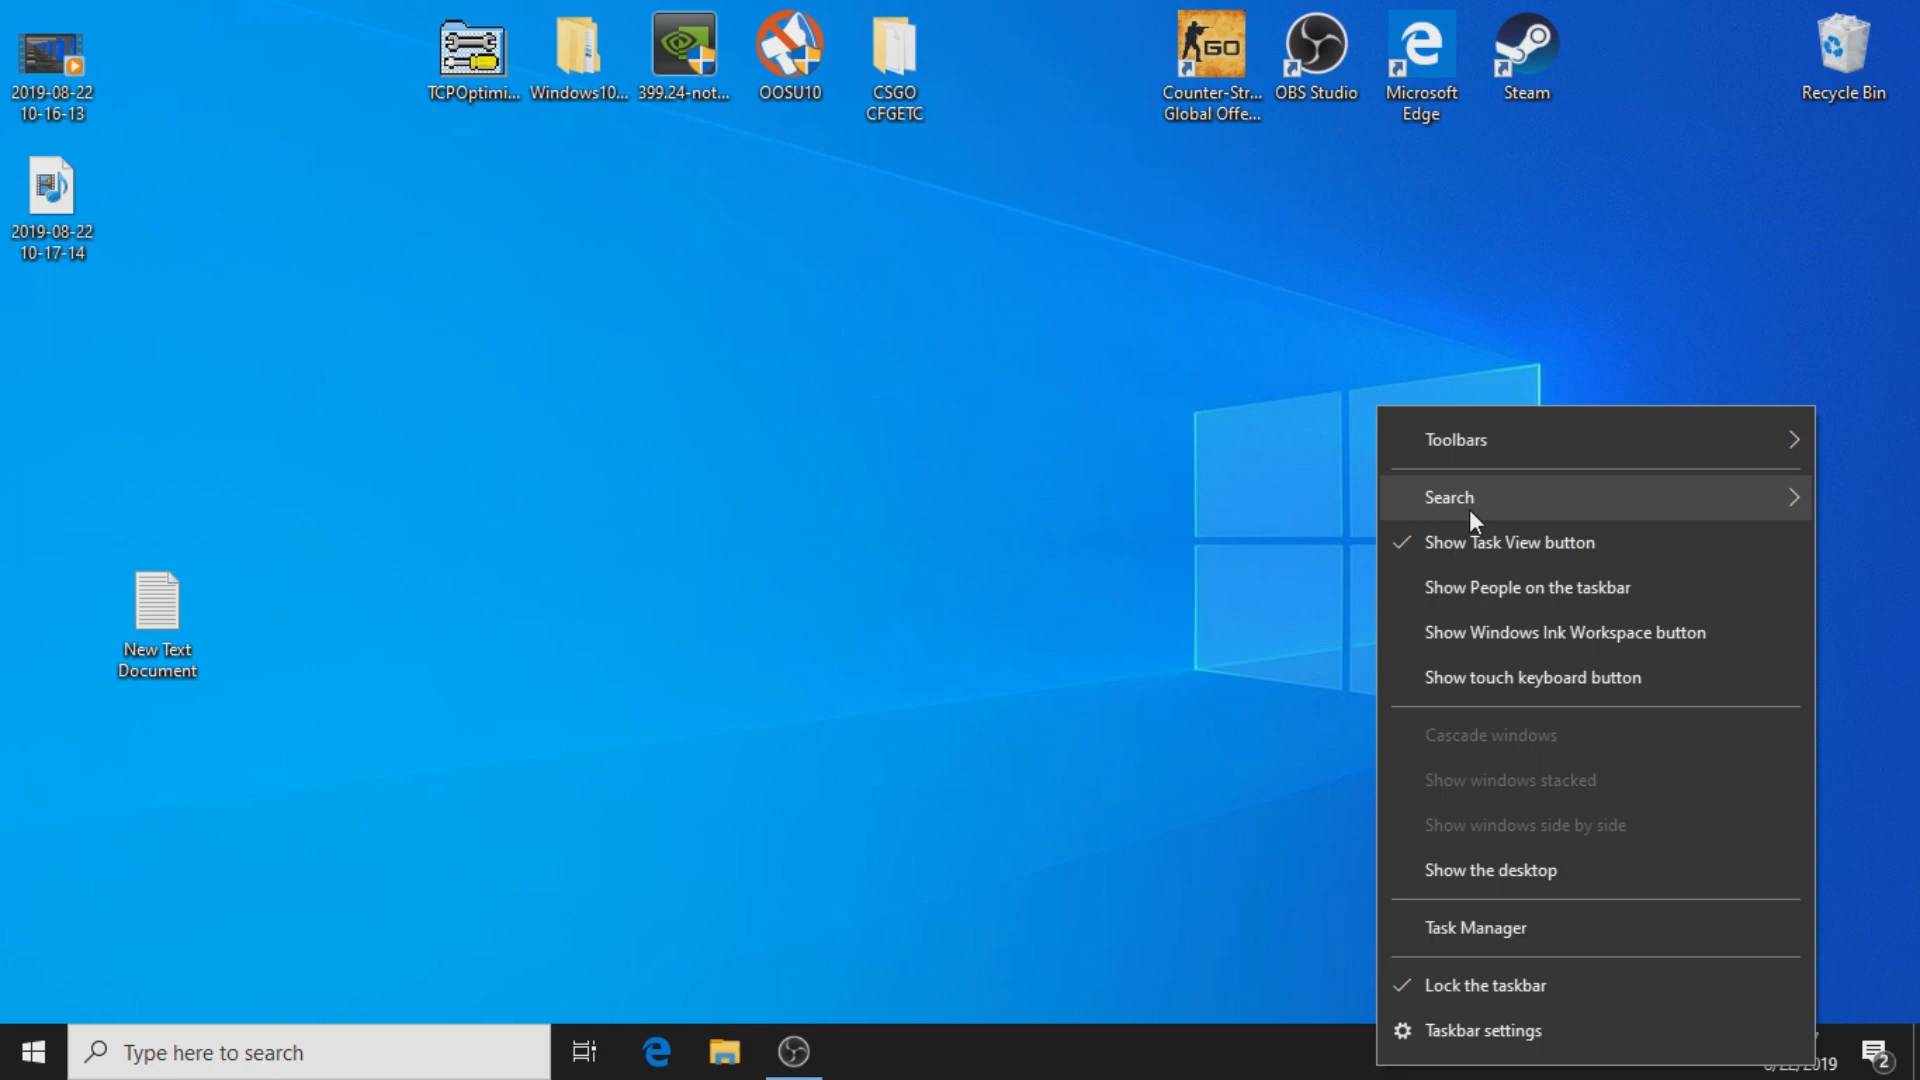 TCPOptimi...
Windows10...
399.24-not...
OOSU10
CSGO
CFGETC
GO
Counter-Str...
Global Offe...
OBS Studio
Microsoft
Edge
Steam
Recycle Bin
2019-08-22
10-16-13
2019-08-22
10-17-14
New Text
Document
Toolbars
Search
Show Task View button
Show People on the taskbar
Show Windows Ink Workspace button
Show touch keyboard button
Cascade windows
Show windows stacked
Show windows side by side
Show the desktop
Task Manager
Lock the taskbar
Taskbar settings
Type here to search
2